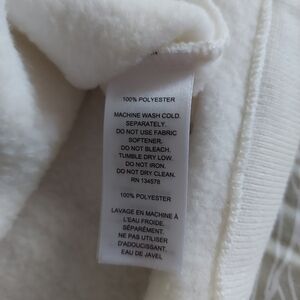 100% POLYESTER
MACHINE WASH COLD.
SEPARATELY.
DO NOT USE FABRIC
SOFTENER.
DO NOT BLEACH.
TUMBLE DRY LOW.
DO NOT IRON.
DO NOT DRY CLEAN.
RN 134578
100% POLYESTER
LAVAGE EN MACHINE À
L'EAU FROIDE.
SÉPARÉMENT.
NE PAS UTILISER
D'ADOUCISSANT.
EAU DE JAVEL